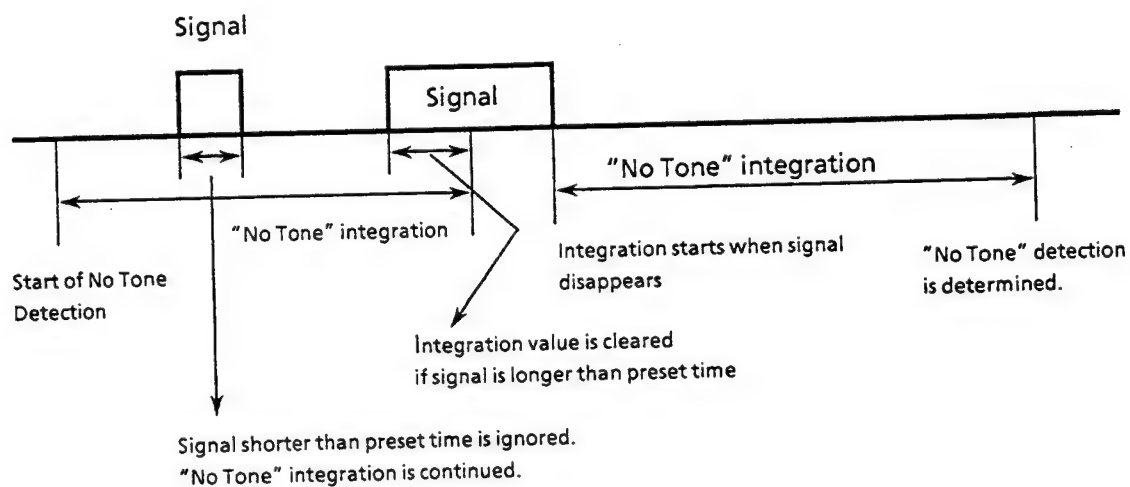 Signal
Signal
"No Tone" integration
"No Tone" integration
Start of No Tone
Detection
Integration starts when signal
disappears
"No Tone" detection
is determined.
Integration value is cleared
if signal is longer than preset time
Signal shorter than preset time is ignored.
"No Tone" integration is continued.